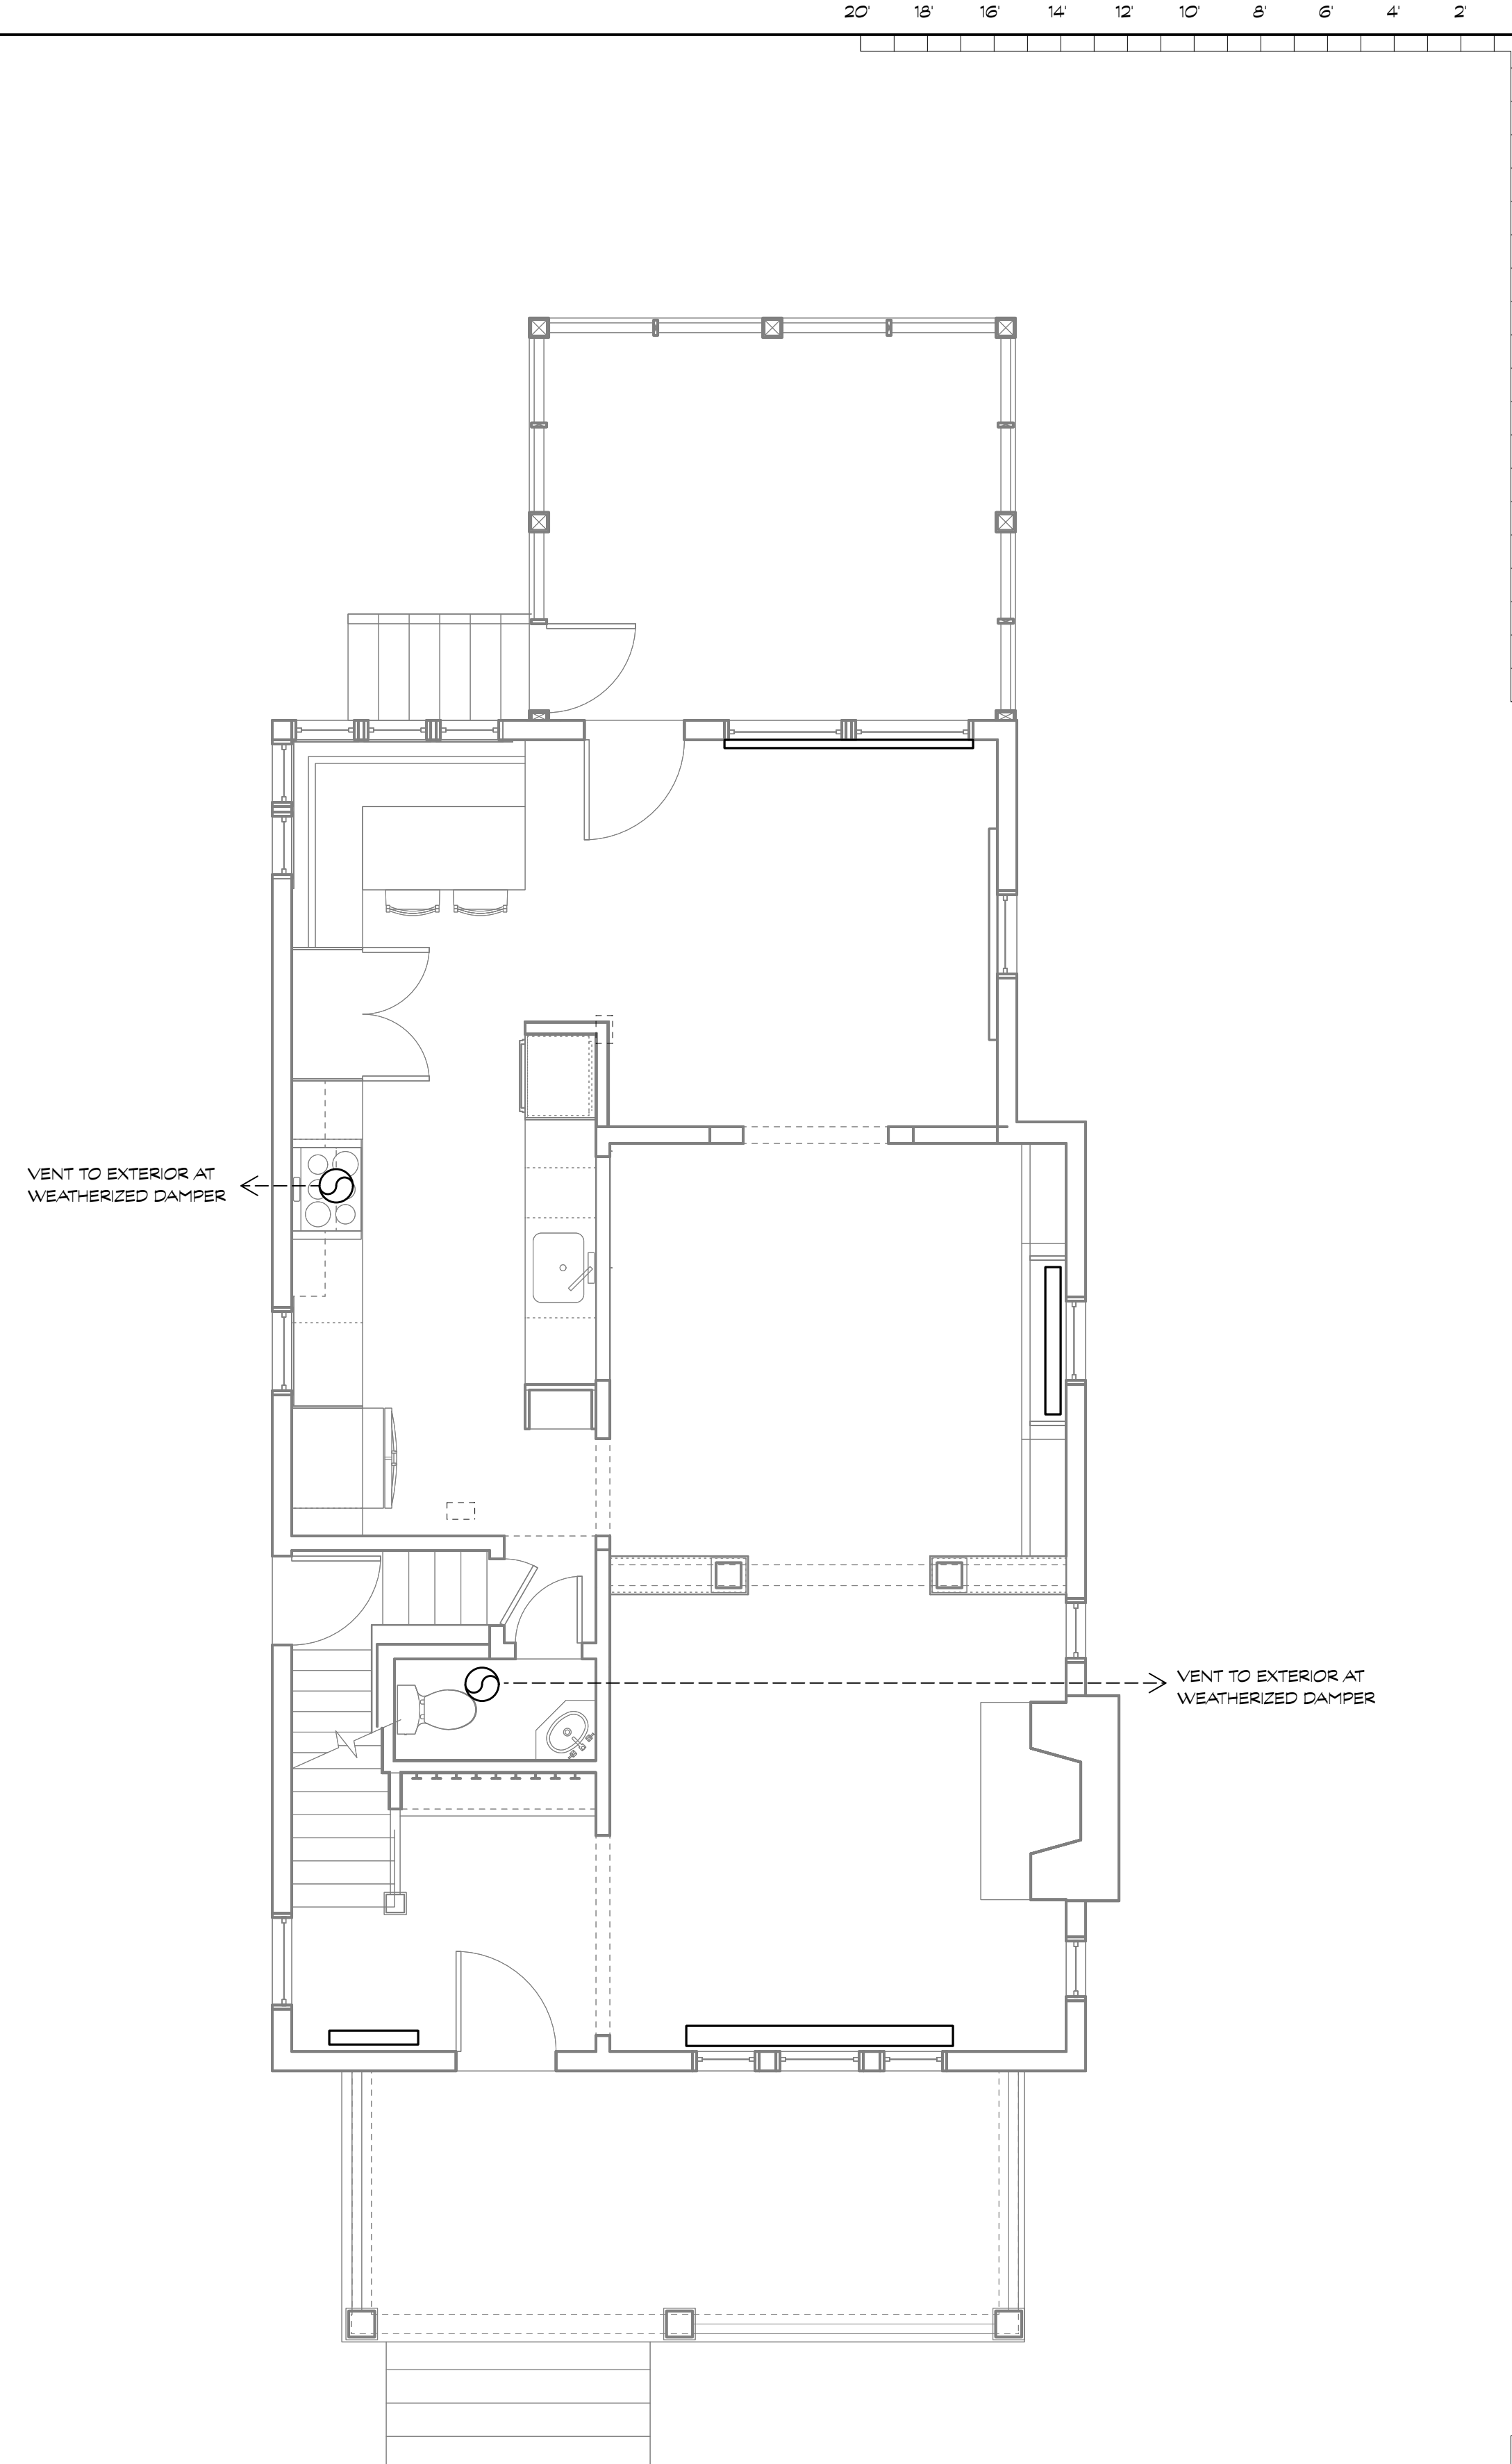 20' 18' 16' 14' 12' 10' 8' 6' 4' 2'
VENT TO EXTERIOR AT
WEATHERIZED DAMPER
VENT TO EXTERIOR AT
WEATHERIZED DAMPER